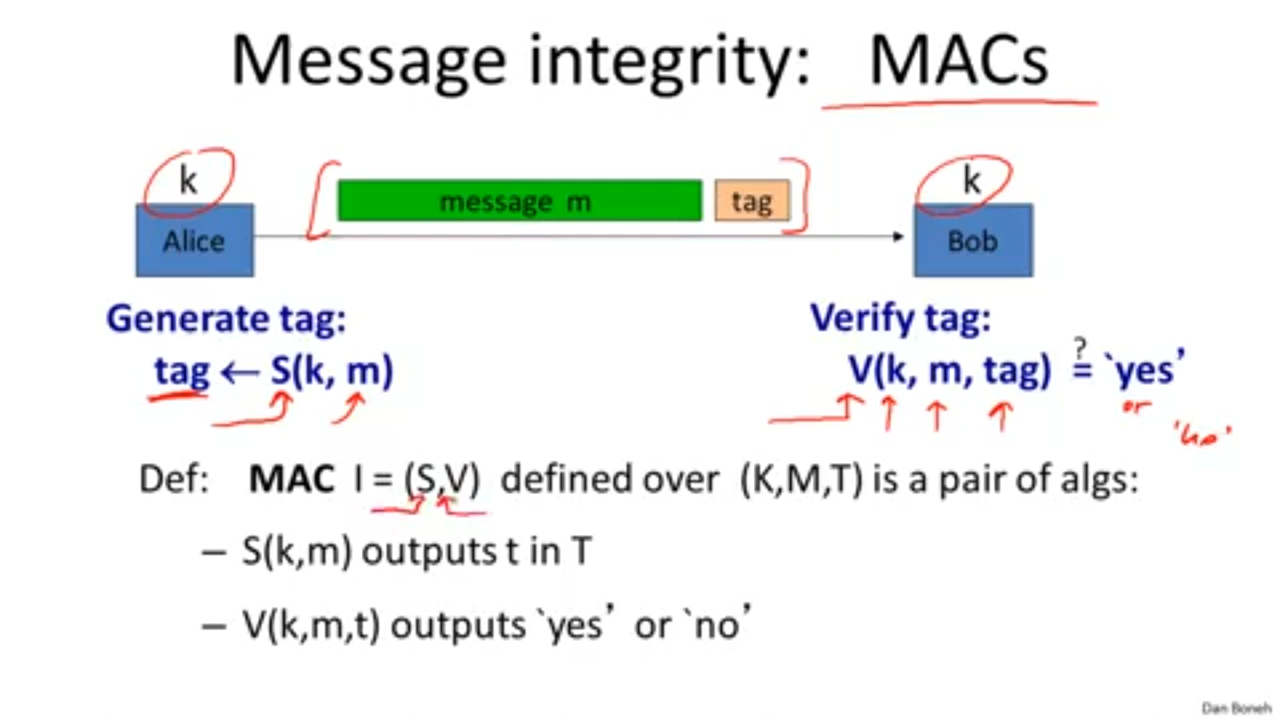 Message integrity: MACs
k
k
message m
tag
Alice
Bob
Generate tag:
Verify tag:
tag ← S(k, m)
V(k, m, tag) ?= `yes’
or
'no'
Def: MAC I = (S,V) defined over (K,M,T) is a pair of algs:
– S(k,m) outputs t in T
– V(k,m,t) outputs `yes’ or `no’
Dan Boneh